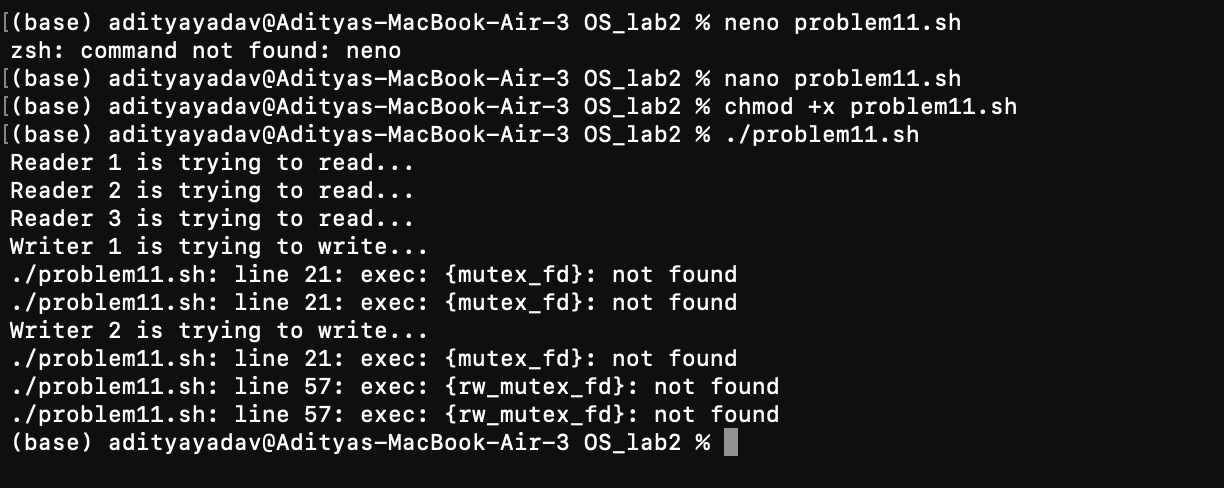 [(base) adityayadav@Adityas-MacBook-Air-3 OS_lab2 % neno problem11.sh
zsh: command not found: neno
[(base) adityayadav@Adityas-MacBook-Air-3 OS_lab2 % nano problem11.sh
[(base) adityayadav@Adityas-MacBook-Air-3 OS_lab2 % chmod +x problem11.sh
[(base) adityayadav@Adityas-MacBook-Air-3 OS_lab2 % ./problem11.sh
Reader 1 is trying to read...
Reader 2 is trying to read...
Reader 3 is trying to read...
Writer 1 is trying to write...
./problem11.sh: line 21: exec: {mutex_fd}: not found
./problem11.sh: line 21: exec: {mutex_fd}: not found
Writer 2 is trying to write...
./problem11.sh: line 21: exec: {mutex_fd}: not found
./problem11.sh: line 57: exec: {rw_mutex_fd}: not found
./problem11.sh: line 57: exec: {rw_mutex_fd}: not found
(base) adityayadav@Adityas-MacBook-Air-3 OS_lab2 %